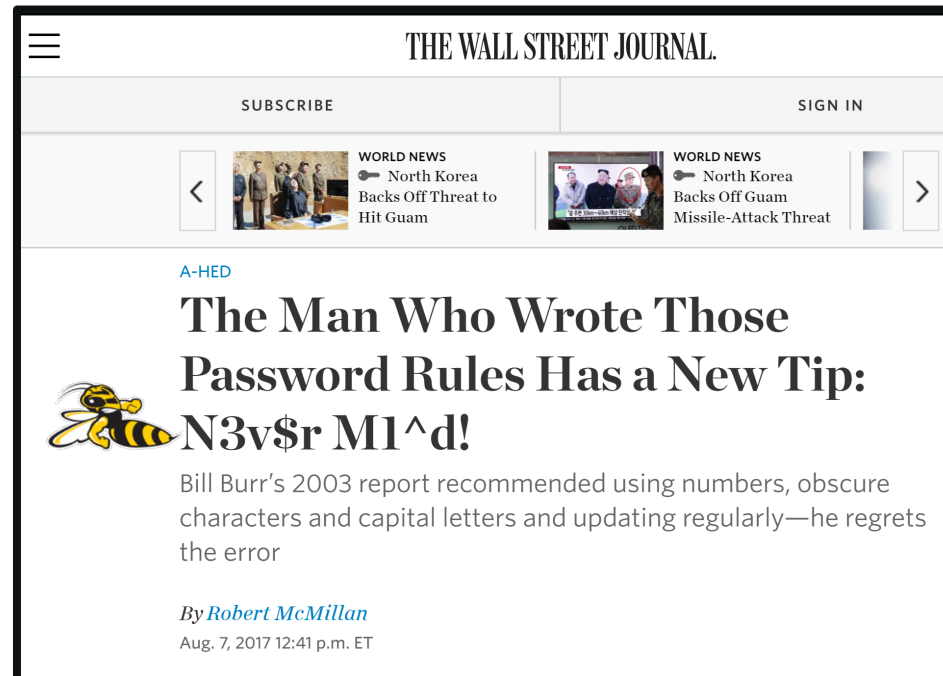 THE WALL STREET JOURNAL.
SUBSCRIBE
SIGN IN
WORLD NEWS
North Korea
Backs Off Threat to
Hit Guam
WORLD NEWS
North Korea
Backs Off Guam
Missile-Attack Threat
A-HED
The Man Who Wrote Those
Password Rules Has a New Tip:
N3v$r M1^d!
Bill Burr’s 2003 report recommended using numbers, obscure
characters and capital letters and updating regularly—he regrets
the error
By Robert McMillan
Aug. 7, 2017 12:41 p.m. ET